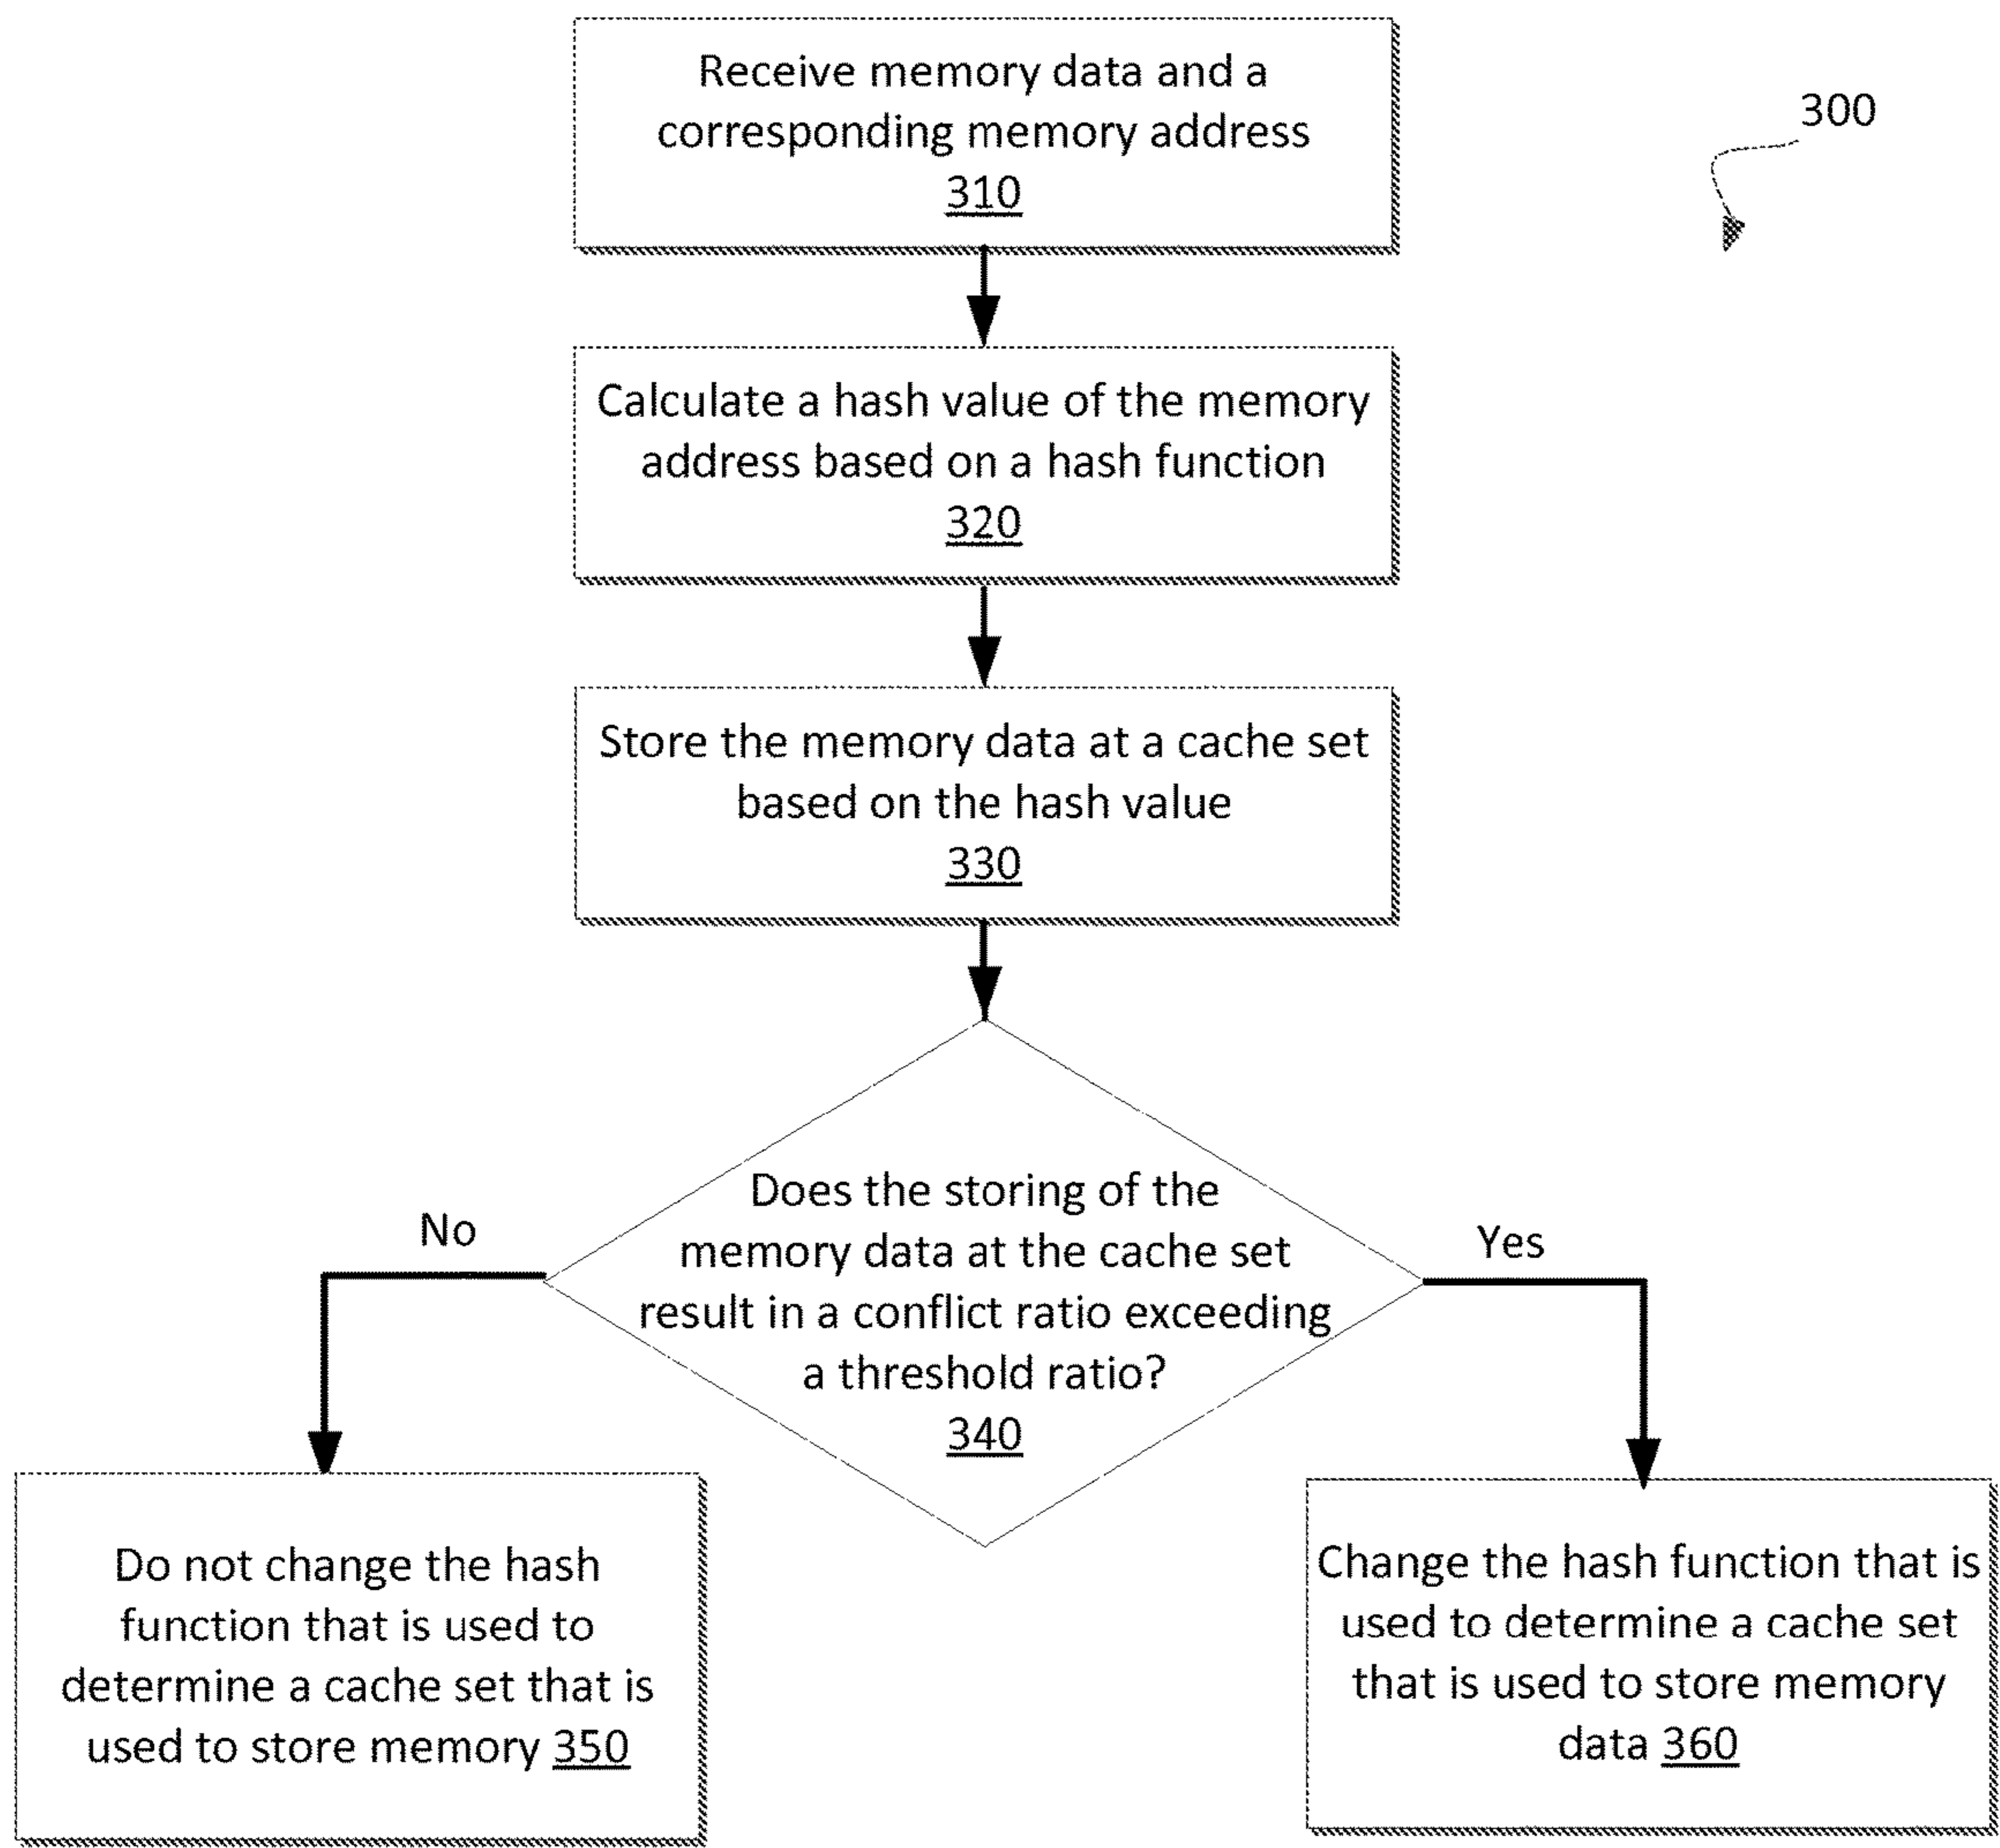 Receive memory data and a
corresponding memory address
310
300
Calculate a hash value of the memory
address based on a hash function
320
Store the memory data at a cache set
based on the hash value
330
Does the storing of the
memory data at the cache set
result in a conflict ratio exceeding
a threshold ratio?
340
No
Yes
Do not change the hash
function that is used to
determine a cache set that is
used to store memory 350
Change the hash function that is
used to determine a cache set
that is used to store memory
data 360